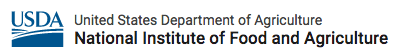 USDA
United States Department of Agriculture
National Institute of Food and Agriculture